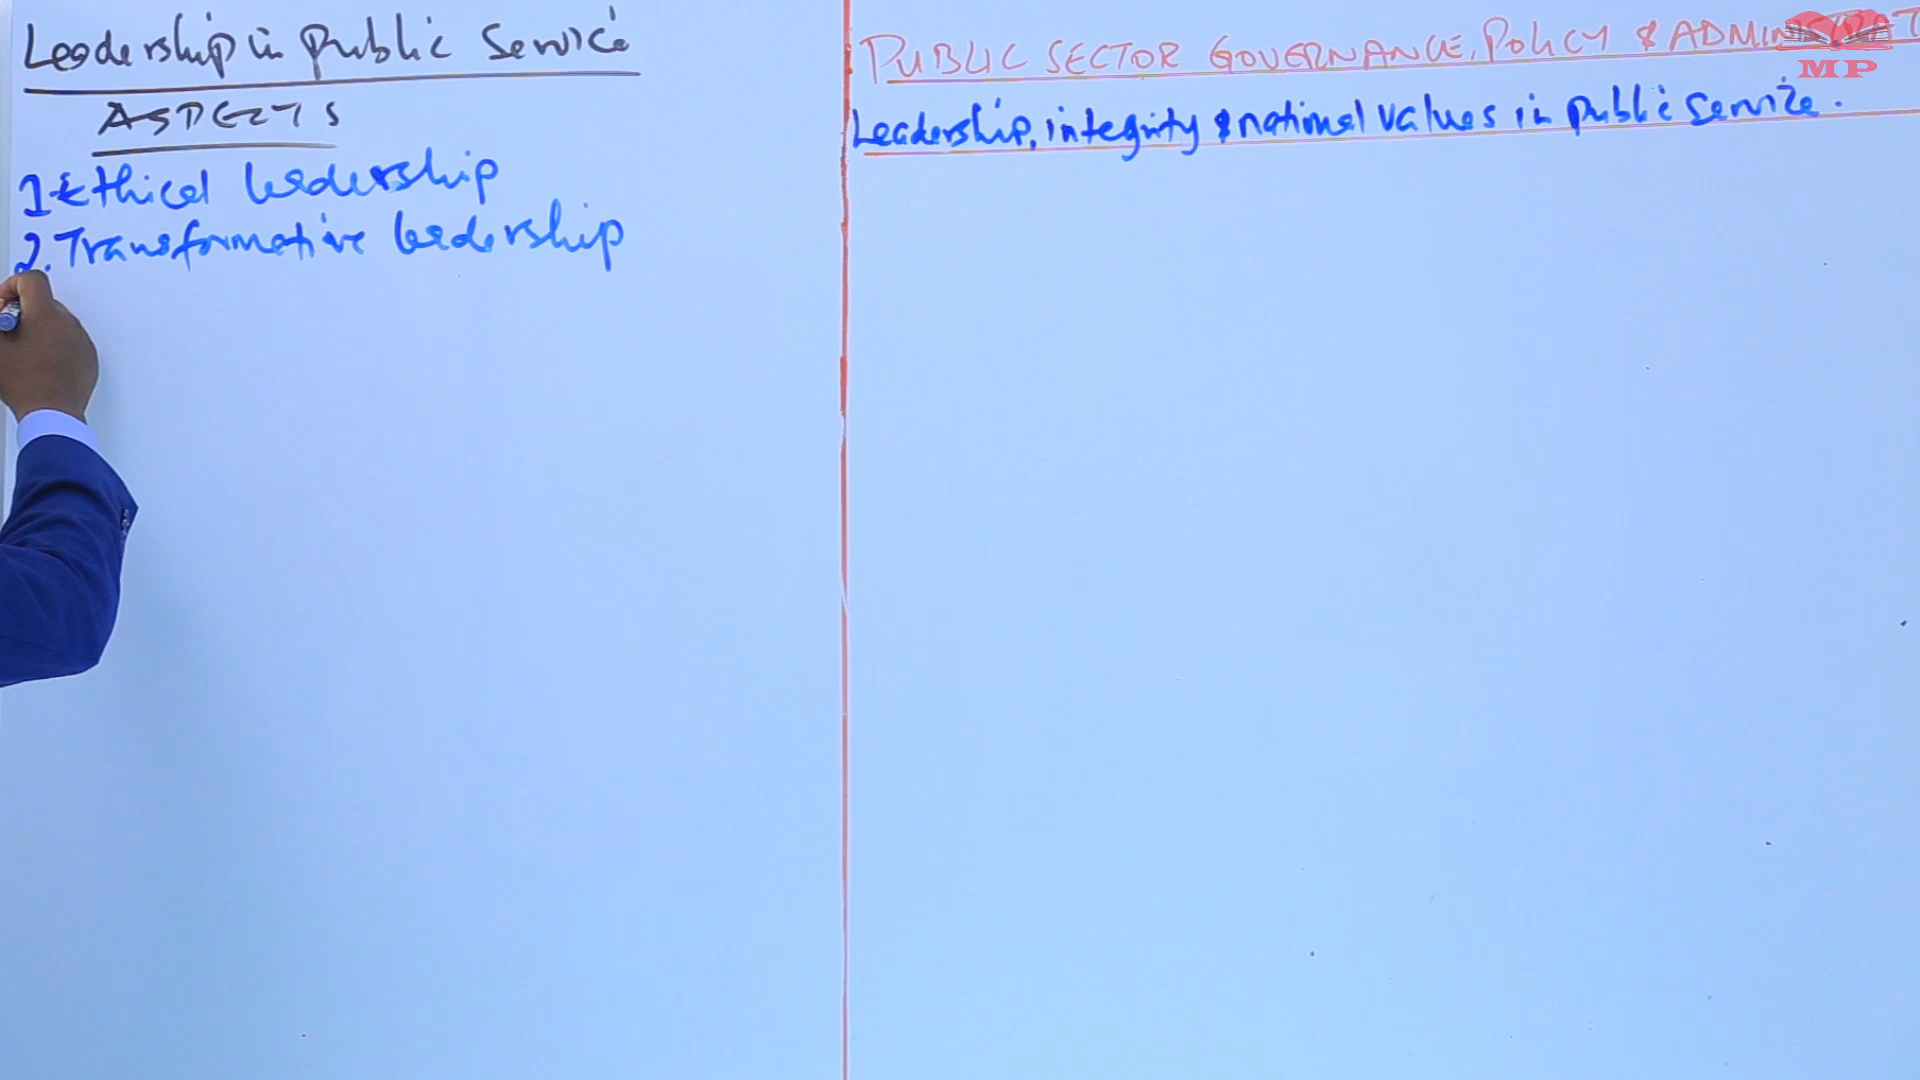 Leadership in public service
ASPECTS
1. Ethical leadership
2. Transformative leadership
PUBLIC SECTOR GOVERNANCE, POLICY & ADMINISTRAT
MP
Leadership, integrity & national values in public service.